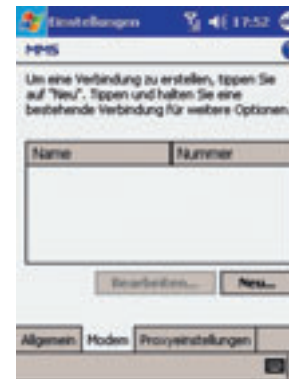 Einstellungen 17:52
MMS
Um eine Verbindung zu erstellen, tippen Sie
auf "Neu". Tippen und halten Sie eine
bestehende Verbindung für weitere Optionen.
Name Nummer
Bearbeiten... Neu...
Allgemein Modem Proxyeinstellungen